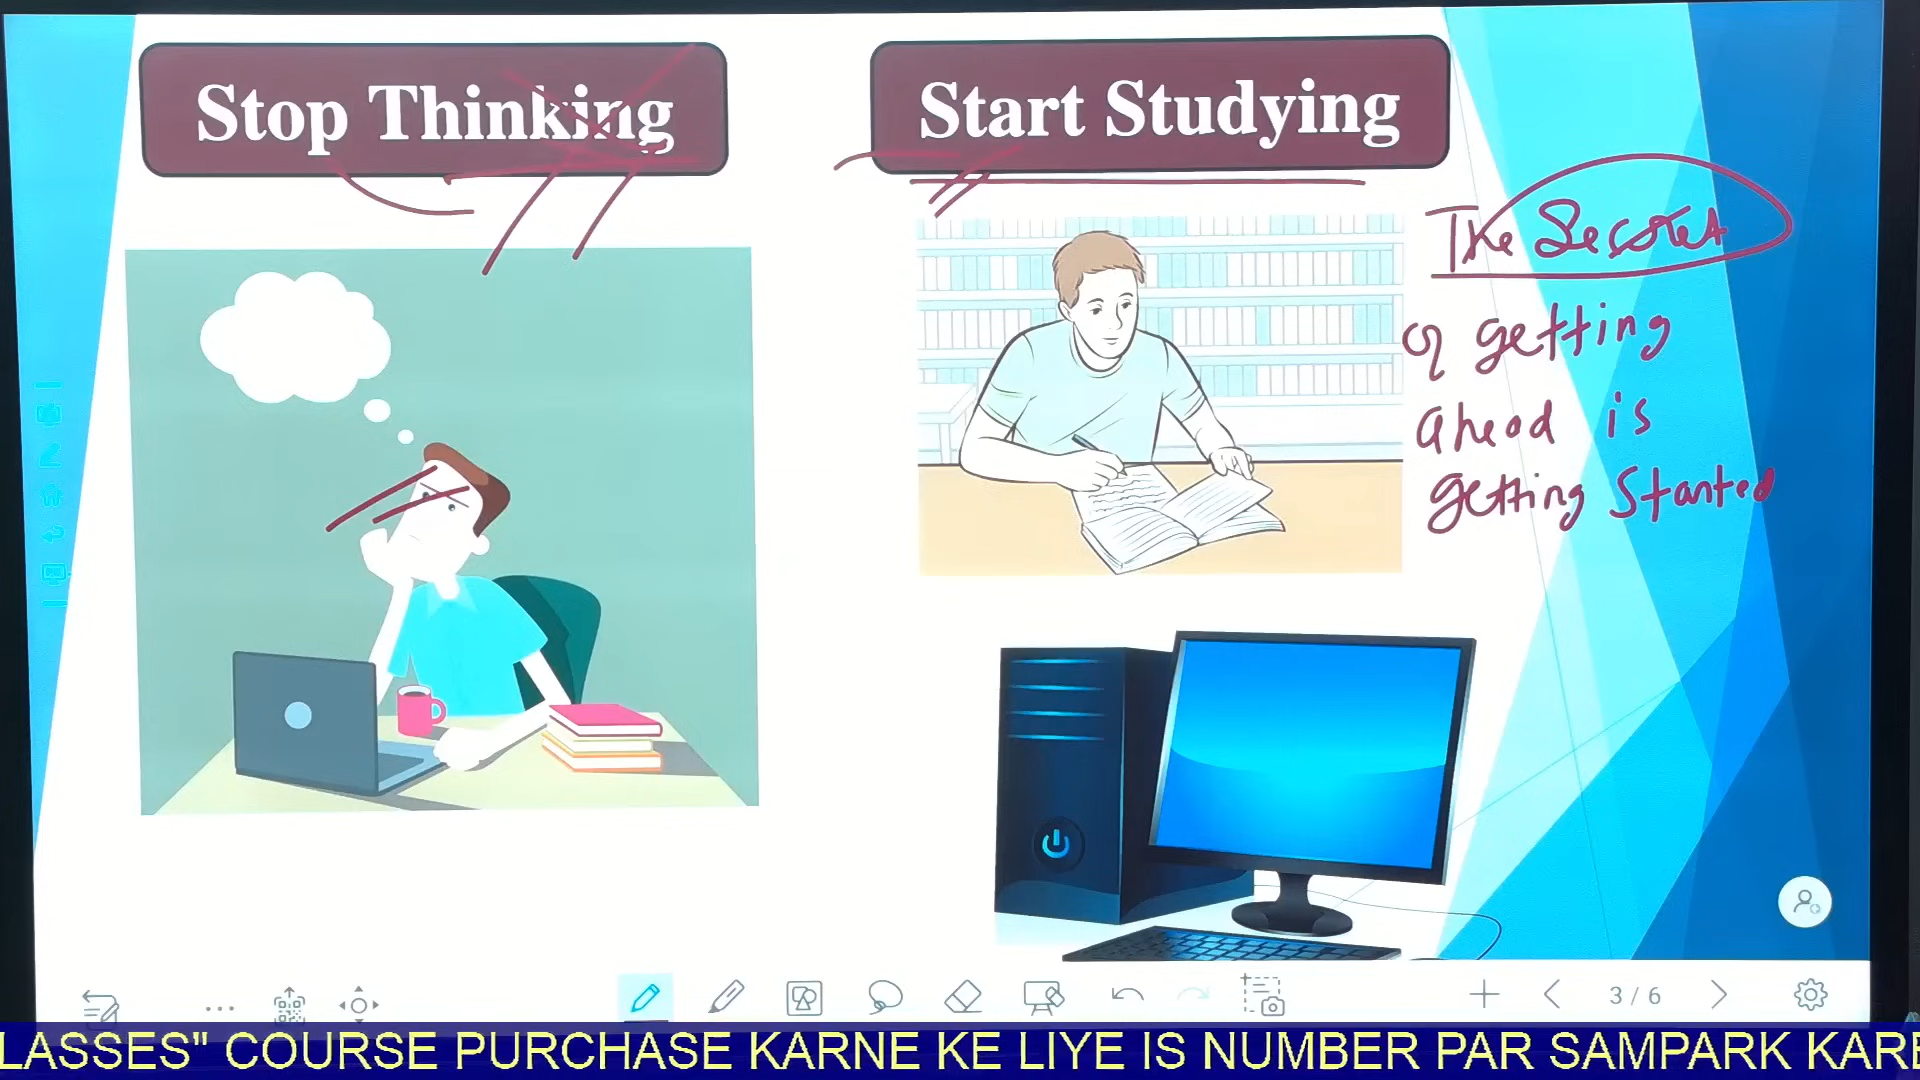 Stop Thinking
Start Studying
The Secret
of getting
Ahead is
getting Started
3 / 6
LASSES" COURSE PURCHASE KARNE KE LIYE IS NUMBER PAR SAMPARK KARE